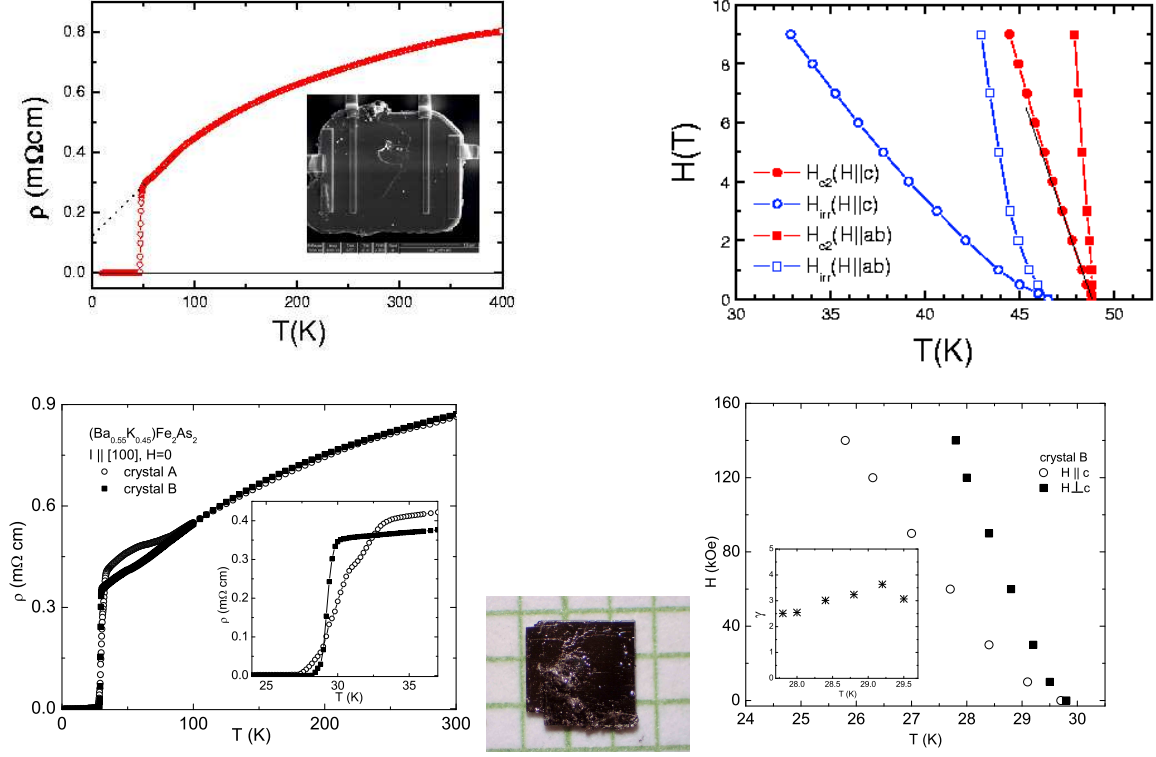 ρ (mΩcm)
0.8
0.6
0.4
0.2
0.0
0
100
200
300
400
T(K)
H(T)
10
8
6
4
2
0
H_c2(H||c)
H_irr(H||c)
H_c2(H||ab)
H_irr(H||ab)
30
35
40
45
50
T(K)
ρ (mΩ cm)
0.9
0.6
0.3
0.0
(Ba0.55K0.45)Fe2As2
I || [100], H=0
crystal A
crystal B
ρ (mΩ cm)
0.4
0.3
0.2
0.1
0.0
25
30
35
T (K)
0
100
200
300
T (K)
H (kOe)
160
120
80
40
0
crystal B
H || c
H⊥c
γ
5
4
3
2
1
28.0
28.5
29.0
29.5
T (K)
24
25
26
27
28
29
30
T (K)